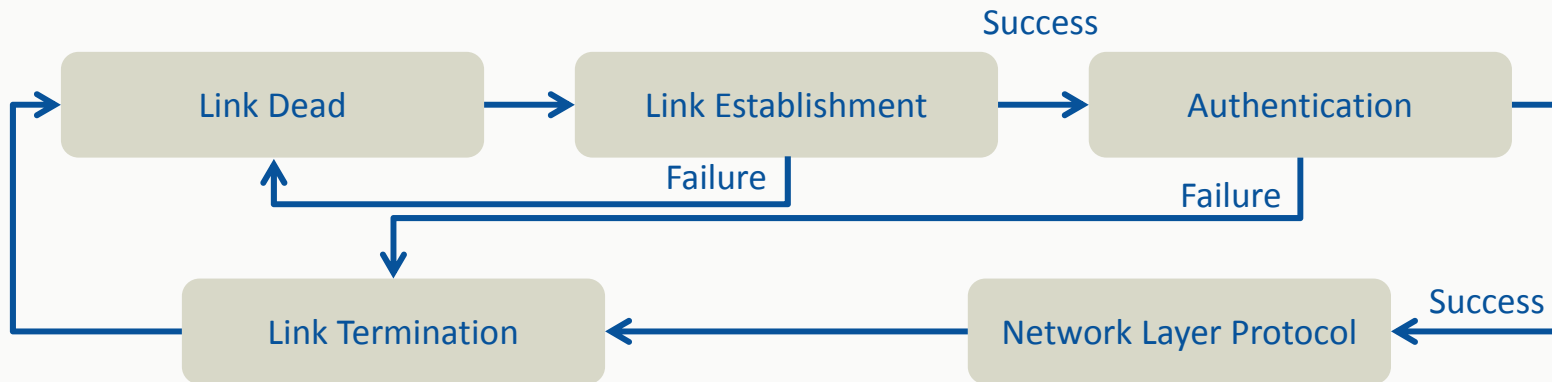 Success
Link Dead
Link Establishment
Authentication
Failure
Failure
Link Termination
Network Layer Protocol
Success